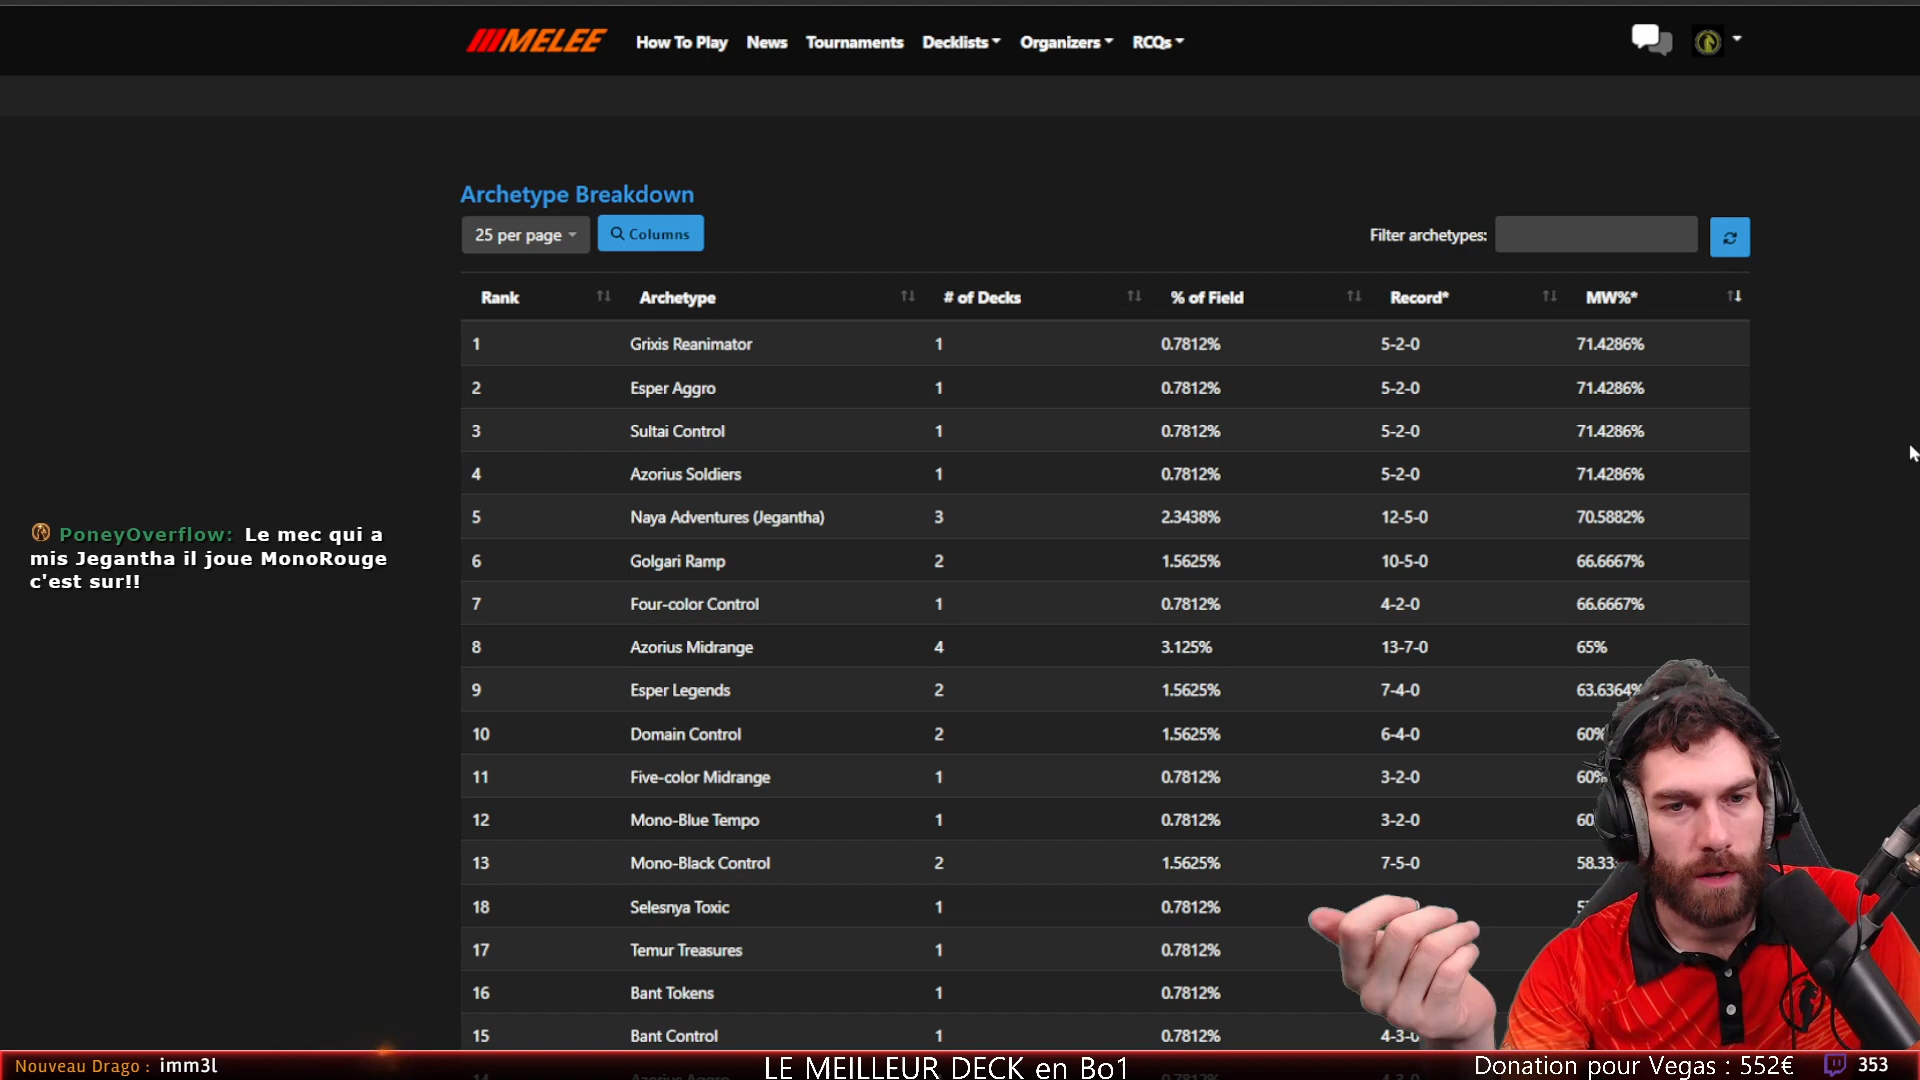 MELEE How To Play News Tournaments Decklists Organizers RCQs
Archetype Breakdown
25 per page Columns Filter archetypes:
Rank Archetype # of Decks % of Field Record* MW%*
1 Grixis Reanimator 1 0.7812% 5-2-0 71.4286%
2 Esper Aggro 1 0.7812% 5-2-0 71.4286%
3 Sultai Control 1 0.7812% 5-2-0 71.4286%
4 Azorius Soldiers 1 0.7812% 5-2-0 71.4286%
5 Naya Adventures (Jegantha) 3 2.3438% 12-5-0 70.5882%
6 Golgari Ramp 2 1.5625% 10-5-0 66.6667%
7 Four-color Control 1 0.7812% 4-2-0 66.6667%
8 Azorius Midrange 4 3.125% 13-7-0 65%
9 Esper Legends 2 1.5625% 7-4-0 63.6364%
10 Domain Control 2 1.5625% 6-4-0 60%
11 Five-color Midrange 1 0.7812% 3-2-0 60%
12 Mono-Blue Tempo 1 0.7812% 3-2-0 60
13 Mono-Black Control 2 1.5625% 7-5-0 58.33
18 Selesnya Toxic 1 0.7812%
17 Temur Treasures 1 0.7812%
16 Bant Tokens 1 0.7812%
15 Bant Control 1 0.7812% 4-3-0
PoneyOverflow: Le mec qui a
mis Jegantha il joue MonoRouge
c'est sur!!
Nouveau Drago : imm3l LE MEILLEUR DECK en Bo1 Donation pour Vegas : 552€ 353